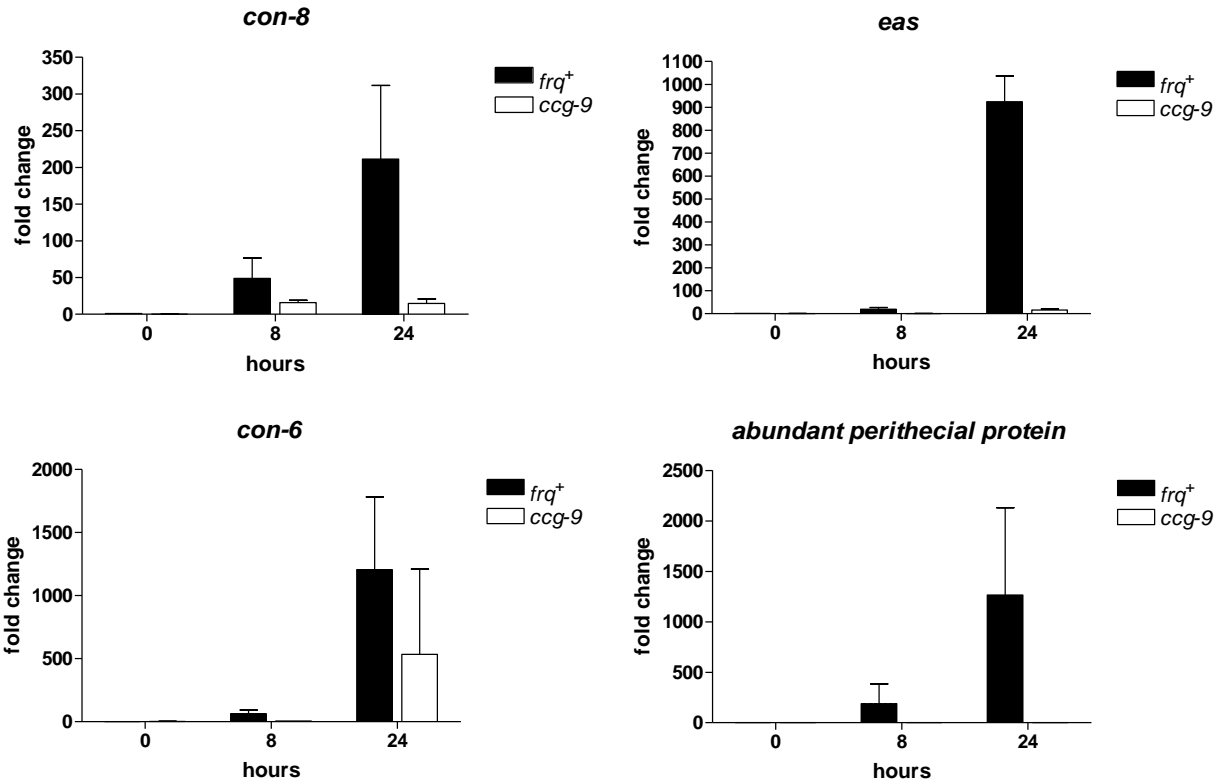 con-8
350
300
250
200
150
100
50
0
fold change
0 8 24
hours
frq+
ccg-9
eas
1100
1000
900
800
700
600
500
400
300
200
100
0
fold change
0 8 24
hours
frq+
ccg-9
con-6
2000
1500
1000
500
0
fold change
0 8 24
hours
frq+
ccg-9
abundant perithecial protein
2500
2000
1500
1000
500
0
fold change
0 8 24
hours
frq+
ccg-9